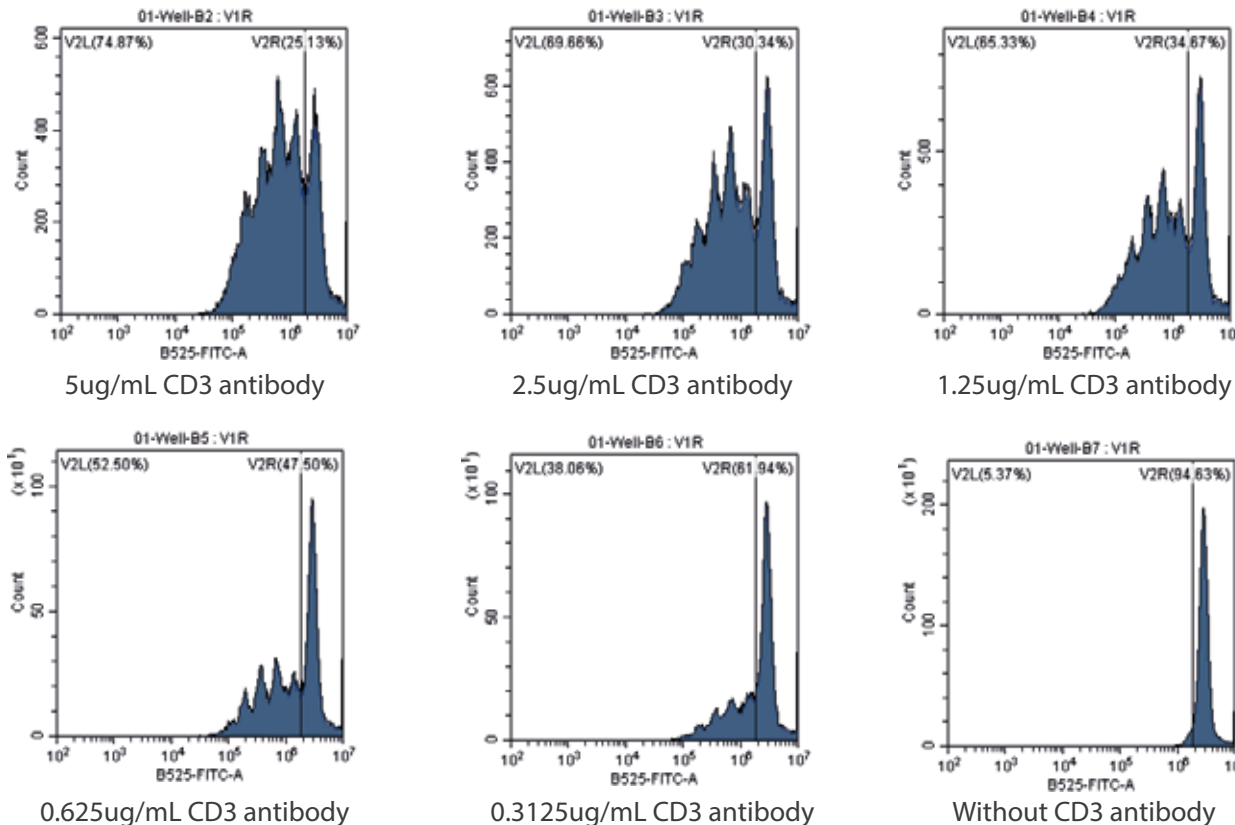 01-Well-B2 : V1R
V2L(74.87%) V2R(25.13%)
600
400
200
0
Count
10² 10³ 10⁴ 10⁵ 10⁶ 10⁷
B525-FITC-A
5ug/mL CD3 antibody
01-Well-B3 : V1R
V2L(69.66%) V2R(30.34%)
600
400
200
0
Count
10² 10³ 10⁴ 10⁵ 10⁶ 10⁷
B525-FITC-A
2.5ug/mL CD3 antibody
01-Well-B4 : V1R
V2L(65.33%) V2R(34.67%)
500
0
Count
10² 10³ 10⁴ 10⁵ 10⁶ 10⁷
B525-FITC-A
1.25ug/mL CD3 antibody
01-Well-B5 : V1R
V2L(52.50%) V2R(47.50%)
(x 10¹)
100
50
0
Count
10² 10³ 10⁴ 10⁵ 10⁶ 10⁷
B525-FITC-A
0.625ug/mL CD3 antibody
01-Well-B6 : V1R
V2L(38.06%) V2R(61.94%)
(x 10¹)
100
50
0
Count
10² 10³ 10⁴ 10⁵ 10⁶ 10⁷
B525-FITC-A
0.3125ug/mL CD3 antibody
01-Well-B7 : V1R
V2L(5.37%) V2R(94.63%)
(x 10¹)
200
100
0
Count
10² 10³ 10⁴ 10⁵ 10⁶
B525-FITC-A
Without CD3 antibody